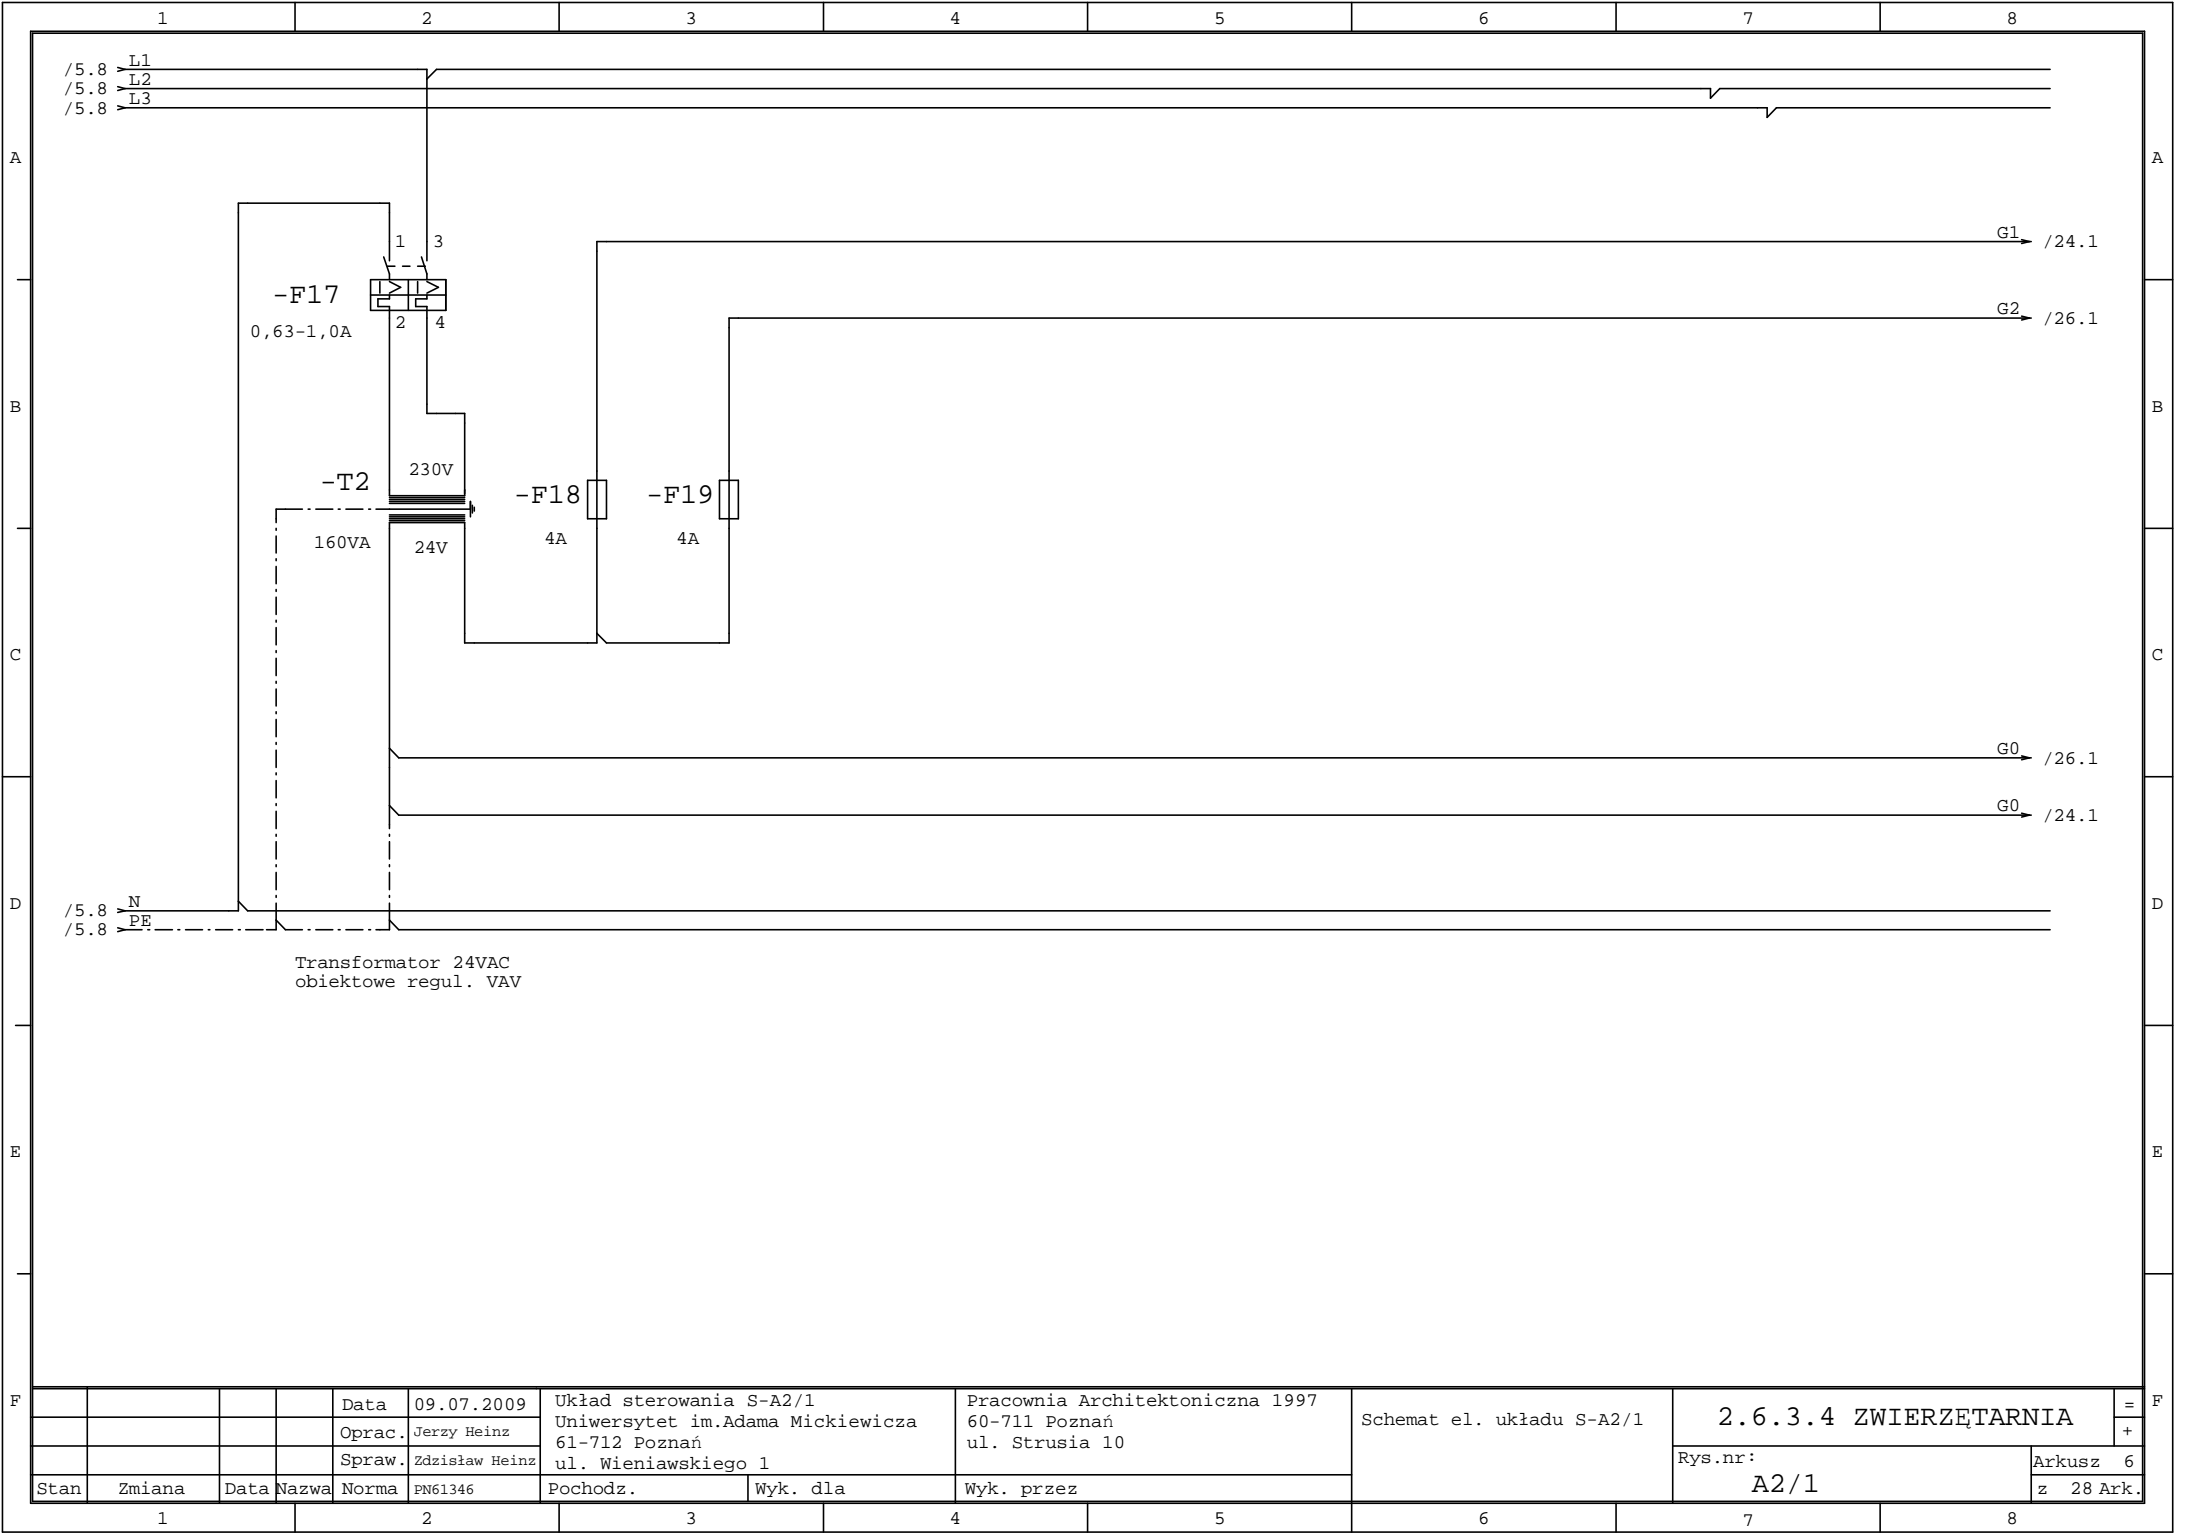 1 2 3 4 5 6 7 8
/5.8 L1
/5.8 L2
/5.8 L3
A A
1 3
G1 /24.1
-F17
0,63-1,0A
2 4
G2 /26.1
B B
230V
-T2
-F18 -F19
160VA 24V
4A 4A
C C
G0 /26.1
G0 /24.1
D D
/5.8 N
/5.8 PE
Transformator 24VAC
obiektowe regul. VAV
E E
F F
Data 09.07.2009
Oprac. Jerzy Heinz
Spraw. Zdzisław Heinz
Stan Zmiana Data Nazwa Norma PN61346
Układ sterowania S-A2/1
Uniwersytet im.Adama Mickiewicza
61-712 Poznań
ul. Wieniawskiego 1
Pochodz. Wyk. dla
Pracownia Architektoniczna 1997
60-711 Poznań
ul. Strusia 10
Wyk. przez
Schemat el. układu S-A2/1
2.6.3.4 ZWIERZĘTARNIA
=
+
Rys.nr:
A2/1
Arkusz 6
z 28 Ark.
1 2 3 4 5 6 7 8